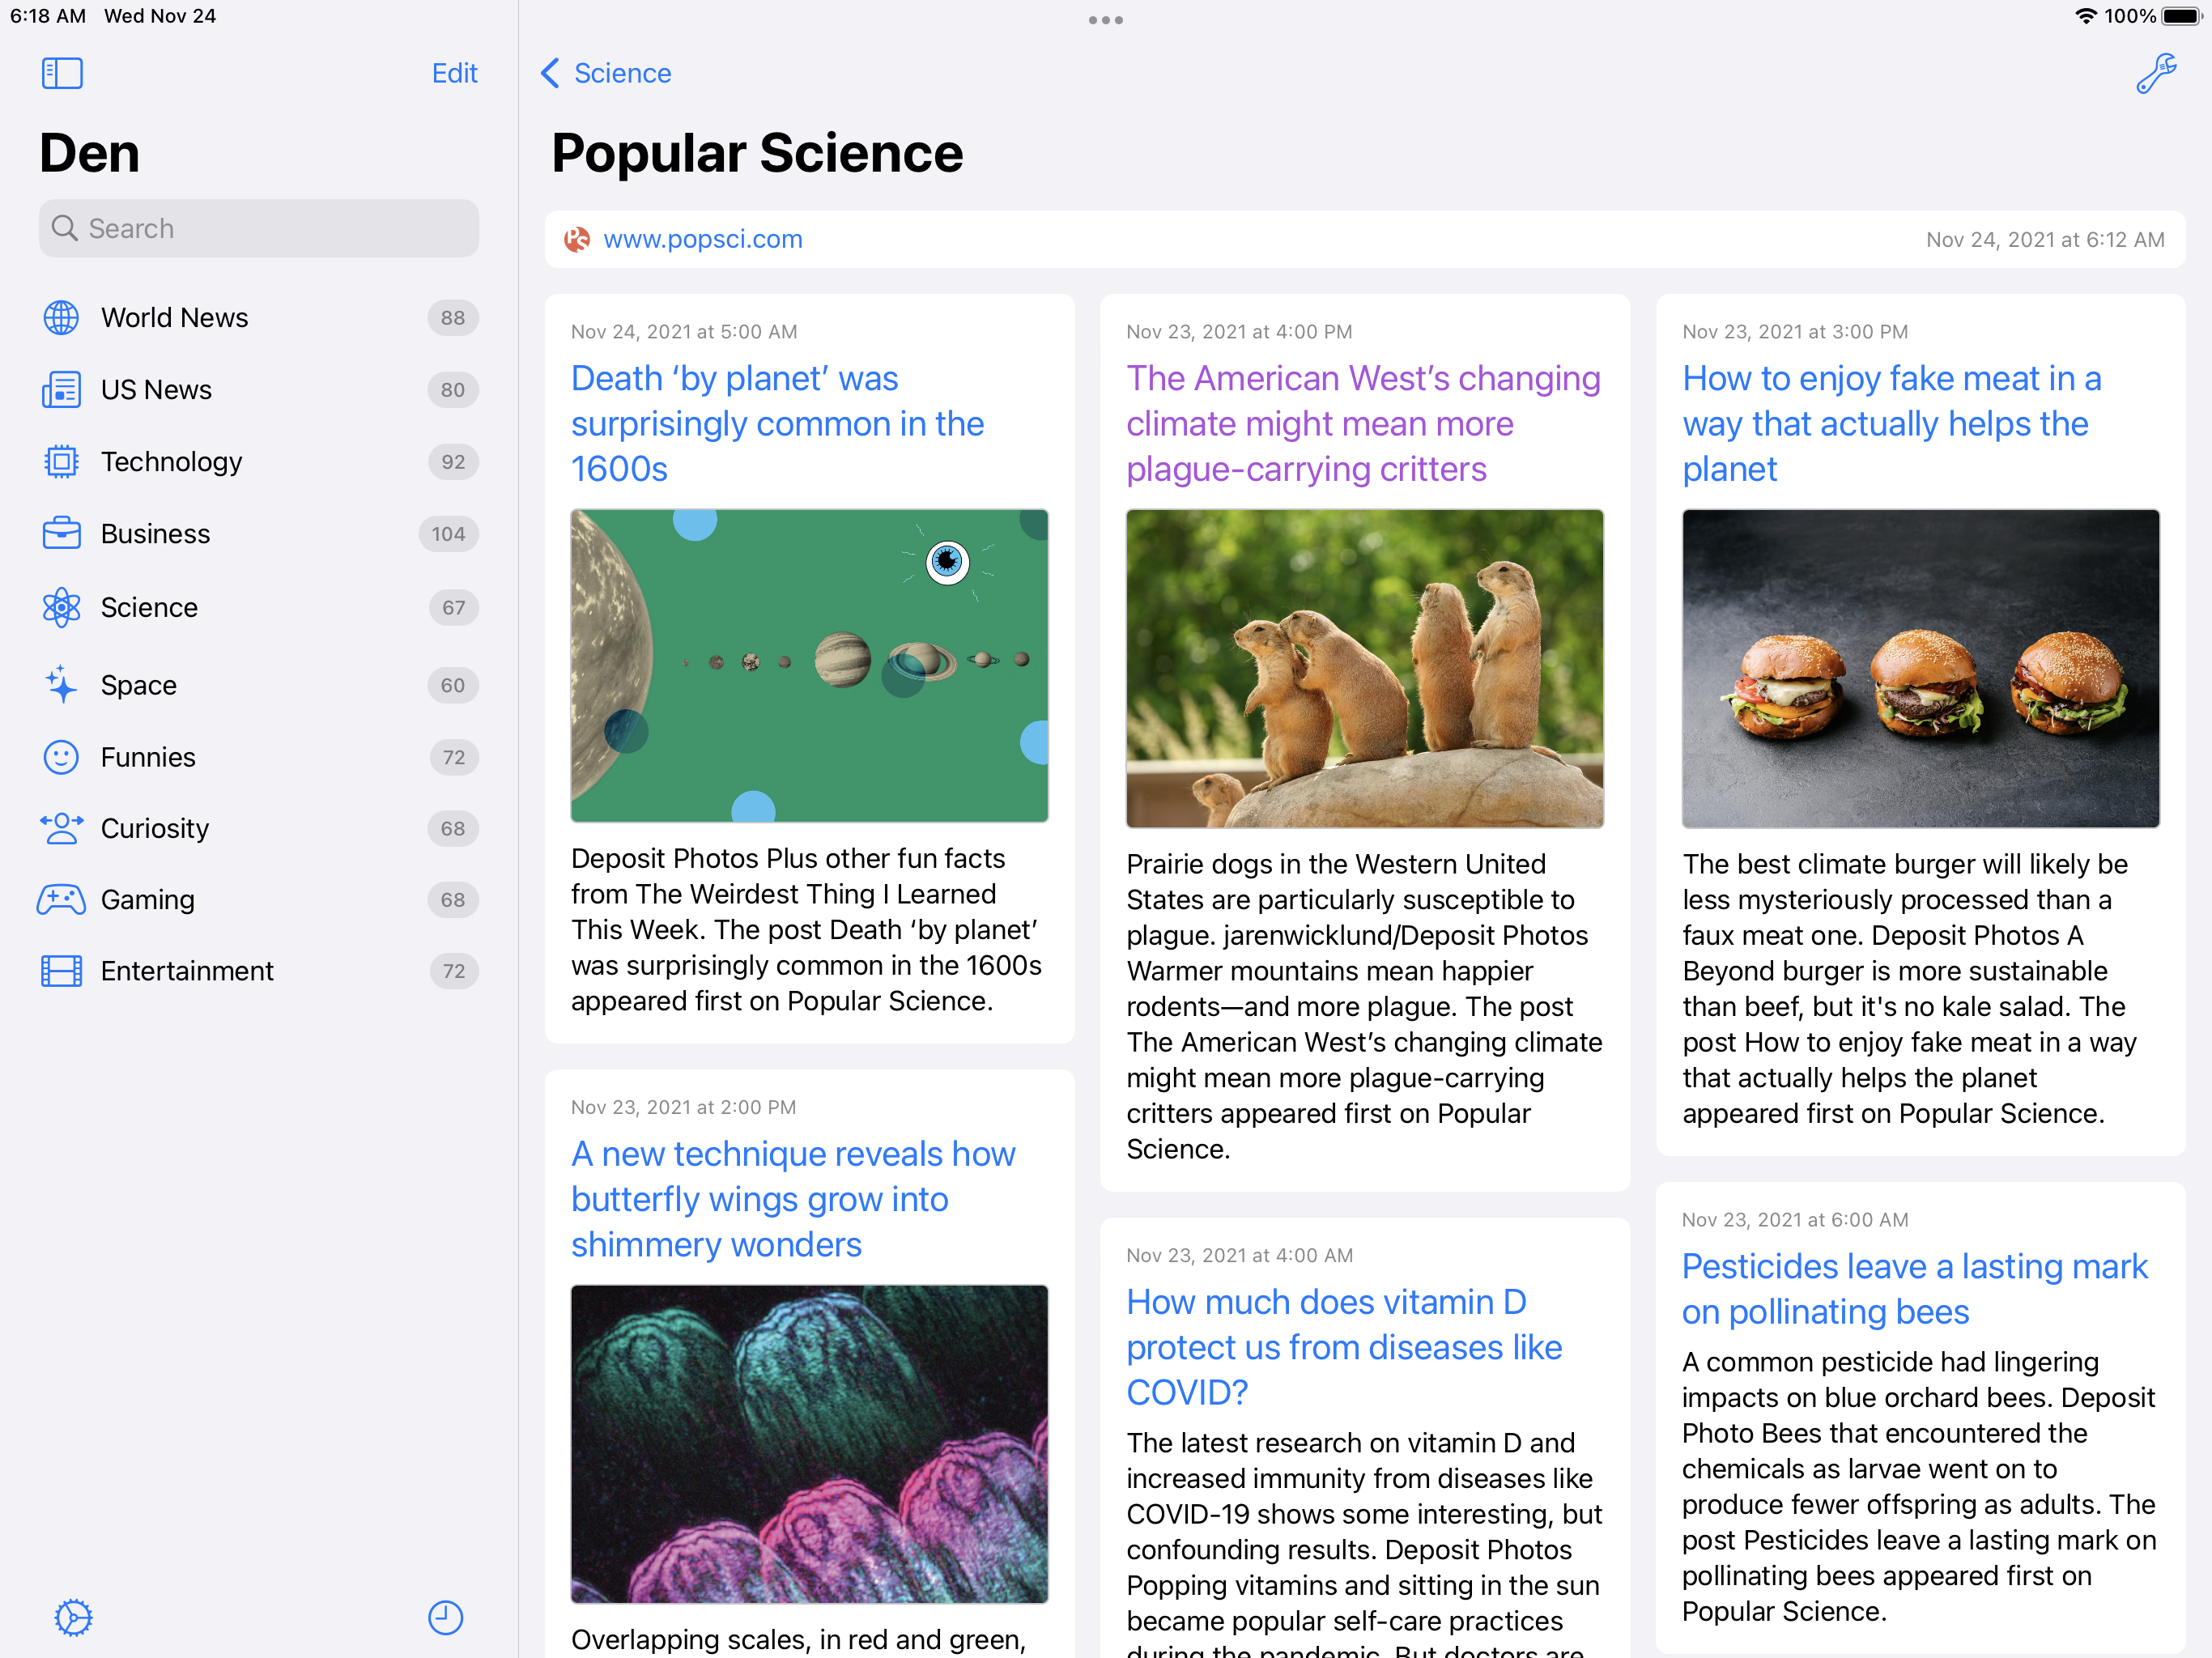 6:18 AM Wed Nov 24
100%
Edit
Den
Search
World News 88
US News 80
Technology 92
Business 104
Science 67
Space 60
Funnies 72
Curiosity 68
Gaming 68
Entertainment 72
Science
Popular Science
PS www.popsci.com
Nov 24, 2021 at 6:12 AM
Nov 24, 2021 at 5:00 AM
Death ‘by planet’ was
surprisingly common in the
1600s
Deposit Photos Plus other fun facts
from The Weirdest Thing I Learned
This Week. The post Death ‘by planet’
was surprisingly common in the 1600s
appeared first on Popular Science.
Nov 23, 2021 at 2:00 PM
A new technique reveals how
butterfly wings grow into
shimmery wonders
Overlapping scales, in red and green,
Nov 23, 2021 at 4:00 PM
The American West’s changing
climate might mean more
plague-carrying critters
Prairie dogs in the Western United
States are particularly susceptible to
plague. jarenwicklund/Deposit Photos
Warmer mountains mean happier
rodents—and more plague. The post
The American West’s changing climate
might mean more plague-carrying
critters appeared first on Popular
Science.
Nov 23, 2021 at 4:00 AM
How much does vitamin D
protect us from diseases like
COVID?
The latest research on vitamin D and
increased immunity from diseases like
COVID-19 shows some interesting, but
confounding results. Deposit Photos
Popping vitamins and sitting in the sun
became popular self-care practices
during the pandemic. But doctors are
Nov 23, 2021 at 3:00 PM
How to enjoy fake meat in a
way that actually helps the
planet
The best climate burger will likely be
less mysteriously processed than a
faux meat one. Deposit Photos A
Beyond burger is more sustainable
than beef, but it's no kale salad. The
post How to enjoy fake meat in a way
that actually helps the planet
appeared first on Popular Science.
Nov 23, 2021 at 6:00 AM
Pesticides leave a lasting mark
on pollinating bees
A common pesticide had lingering
impacts on blue orchard bees. Deposit
Photo Bees that encountered the
chemicals as larvae went on to
produce fewer offspring as adults. The
post Pesticides leave a lasting mark on
pollinating bees appeared first on
Popular Science.